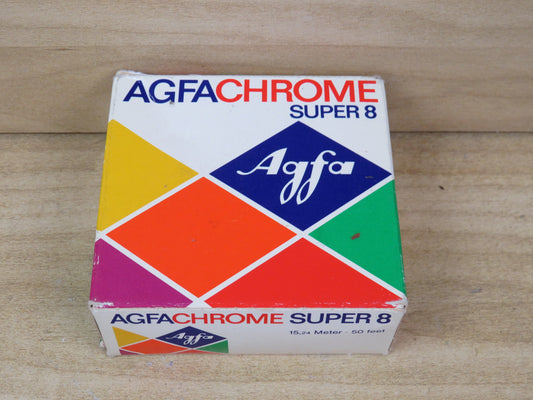 AGFACHROME
SUPER 8
Agfa
AGFACHROME SUPER 8
Agfa
15,24 Meter - 50 feet